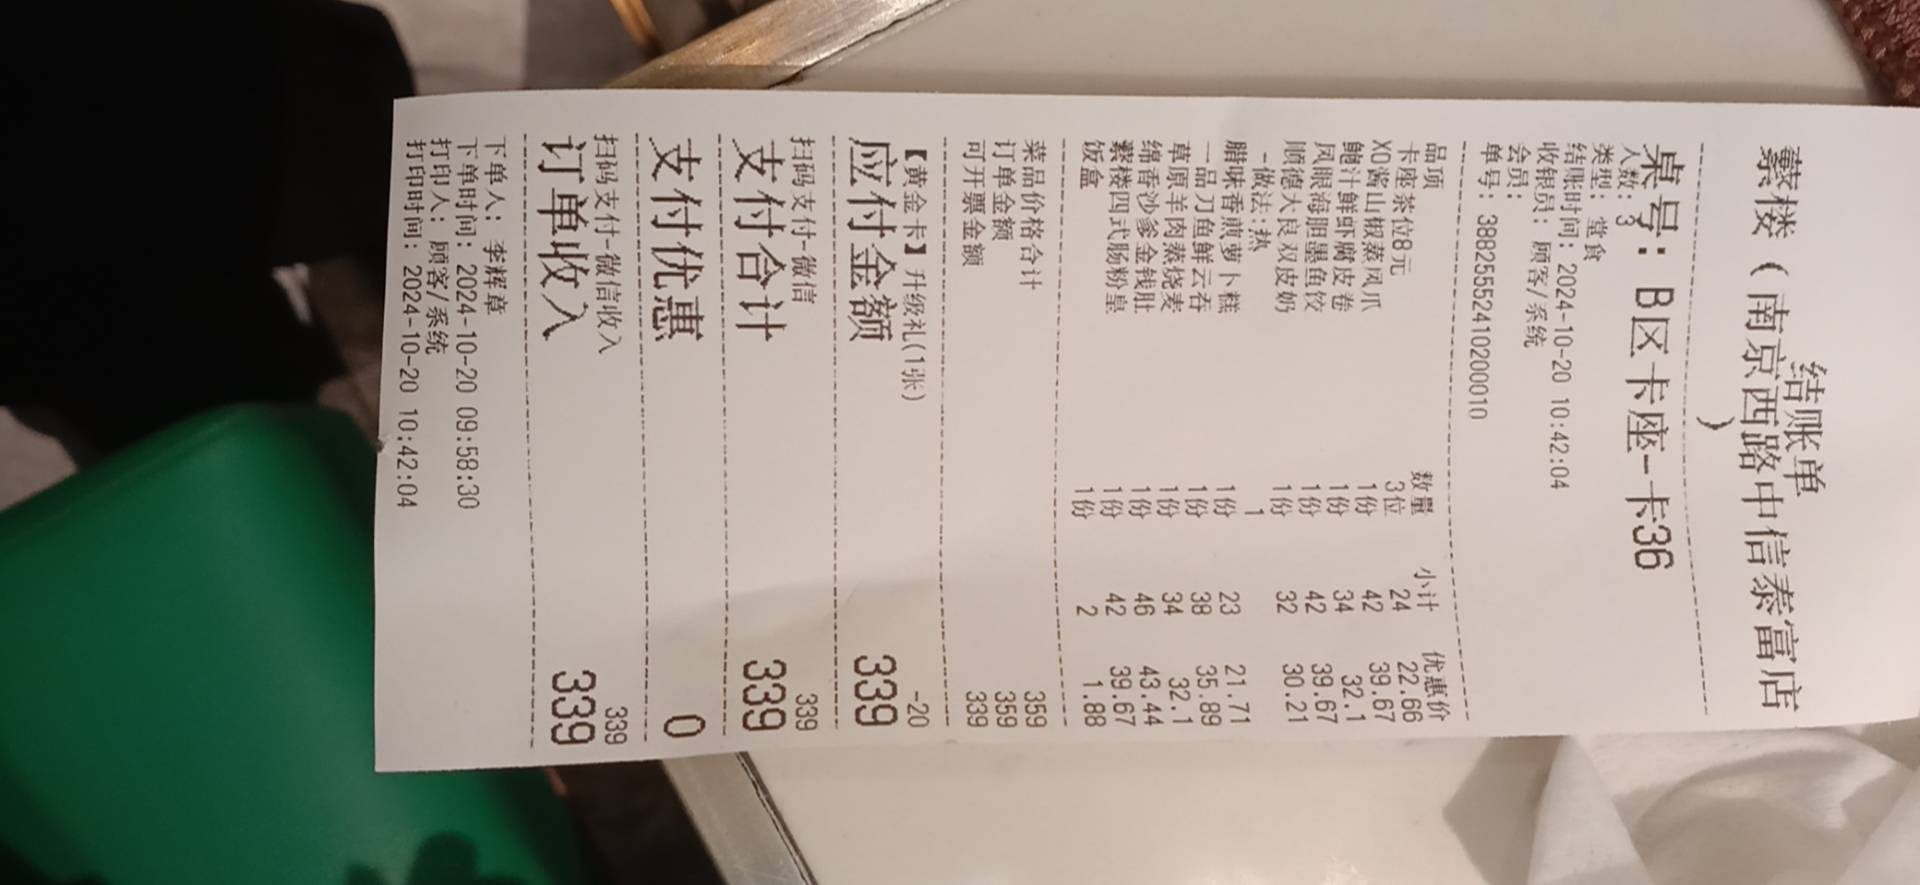 结账单
蘩楼（南京西路中信泰富店
）
桌号：B区卡座-卡36
人数：3
类型：堂食
结账时间：2024-10-20 10:42:04
收银员：顾客/系统
会员：
单号：38825552410200010
品项 数量 小计 优惠价
卡座茶位8元 3位 24 22.66
XO酱山椒蒸凤爪 1份 42 39.67
鲍汁鲜虾腐皮卷 1份 34 32.1
凤眼海胆墨鱼饺 1份 42 39.67
顺德大良双皮奶 1份 32 30.21
-做法:热 1
腊味香煎萝卜糕 1份 23 21.71
一品刀鱼鲜云吞 1份 38 35.89
草原羊肉蒸烧麦 1份 34 32.1
绵香沙爹金钱肚 1份 46 43.44
蘩楼四式肠粉皇 1份 42 39.67
饭盒 1份 2 1.88
菜品价格合计 359
订单金额 359
可开票金额 339
【黄金卡】升级礼(1张) -20
应付金额 339
扫码支付-微信 339
支付合计 339
支付优惠 0
扫码支付-微信收入 339
订单收入 339
下单人：李辉章
下单时间：2024-10-20 09:58:30
打印人：顾客/系统
打印时间：2024-10-20 10:42:04